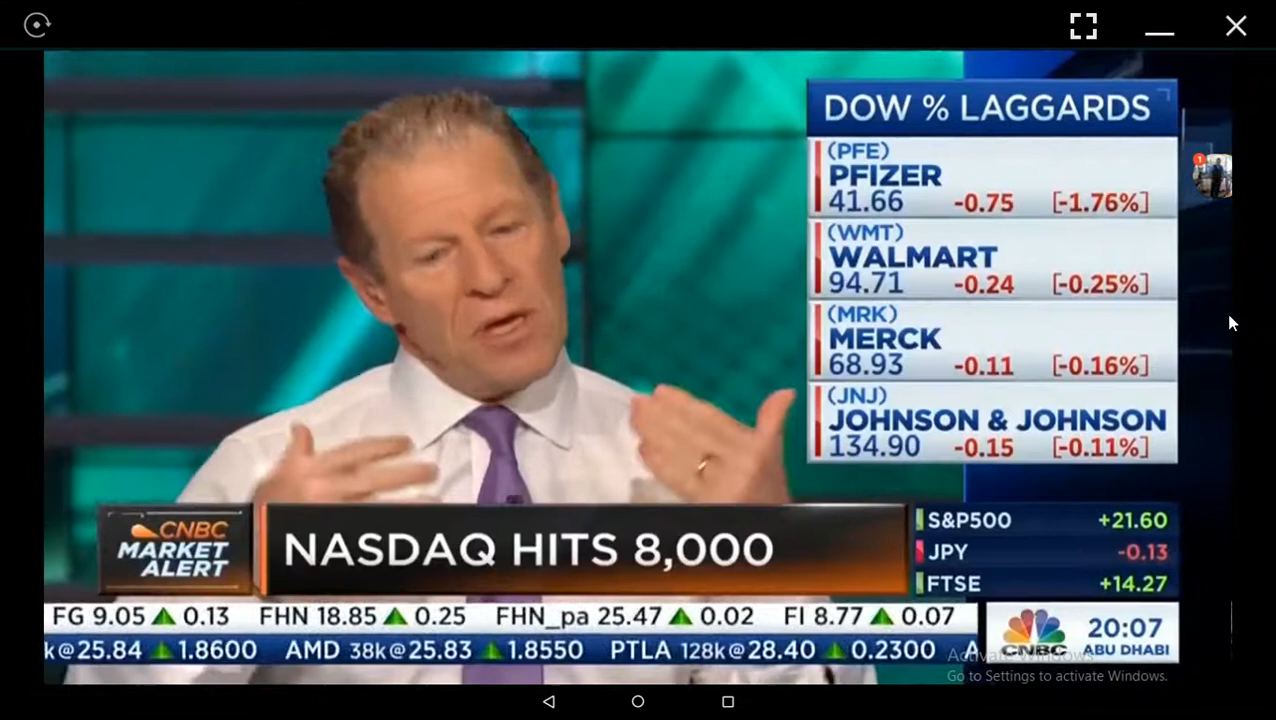 DOW % LAGGARDS
(PFE)
PFIZER
41.66 -0.75 [-1.76%]
(WMT)
WALMART
94.71 -0.24 [-0.25%]
(MRK)
MERCK
68.93 -0.11 [-0.16%]
(JNJ)
JOHNSON & JOHNSON
134.90 -0.15 [-0.11%]
1
CNBC
MARKET
ALERT
NASDAQ HITS 8,000
S&P500 +21.60
JPY -0.13
FTSE +14.27
FG 9.05 ▲ 0.13 FHN 18.85 ▲ 0.25 FHN_pa 25.47 ▲ 0.02 FI 8.77 ▲ 0.07
k@25.84 ▲ 1.8600 AMD 38k@25.83 ▲ 1.8550 PTLA 128k@28.40 ▲ 0.2300 A
CNBC
20:07
ABU DHABI
Activate Windows
Go to Settings to activate Windows.